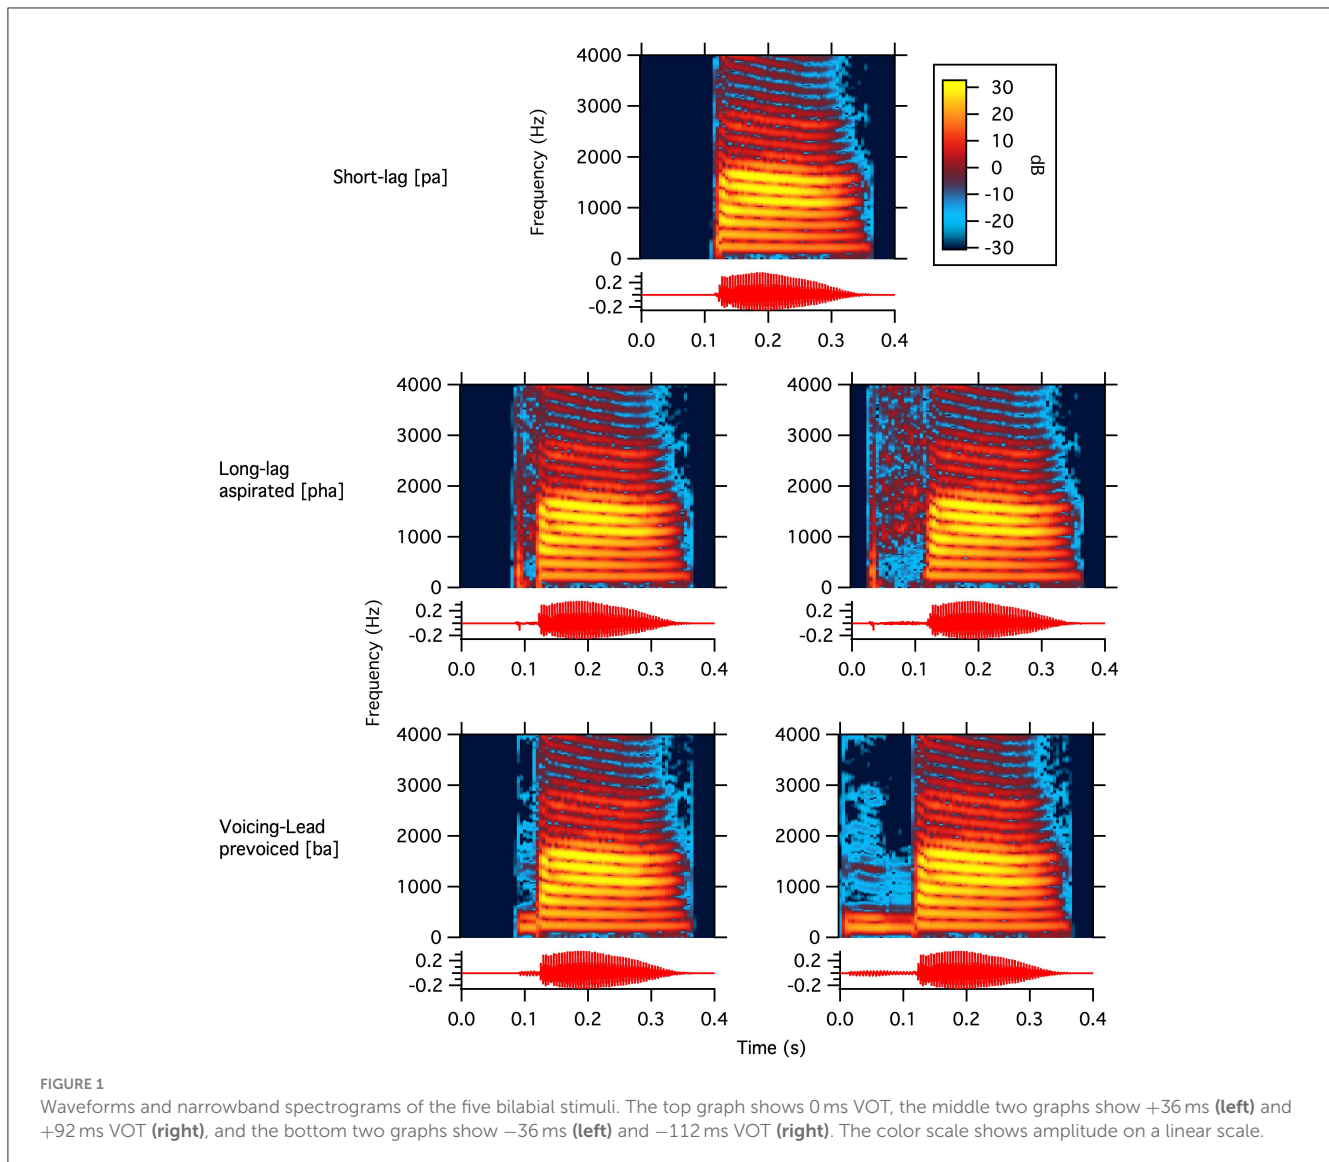 4000
3000
2000
1000
0
Frequency (Hz)
Short-lag [pa]
30
20
10
0
-10
-20
-30
dB
0.2
-0.2
0.0 0.1 0.2 0.3 0.4
Long-lag
aspirated [pha]
4000
3000
2000
1000
0
0.2
-0.2
0.0 0.1 0.2 0.3 0.4
4000
3000
2000
1000
0
0.2
-0.2
0.0 0.1 0.2 0.3 0.4
Frequency (Hz)
Voicing-Lead
prevoiced [ba]
4000
3000
2000
1000
0
0.2
-0.2
0.0 0.1 0.2 0.3 0.4
4000
3000
2000
1000
0
0.2
-0.2
0.0 0.1 0.2 0.3 0.4
Time (s)
FIGURE 1
Waveforms and narrowband spectrograms of the five bilabial stimuli. The top graph shows 0 ms VOT, the middle two graphs show +36 ms (left) and
+92 ms VOT (right), and the bottom two graphs show −36 ms (left) and −112 ms VOT (right). The color scale shows amplitude on a linear scale.